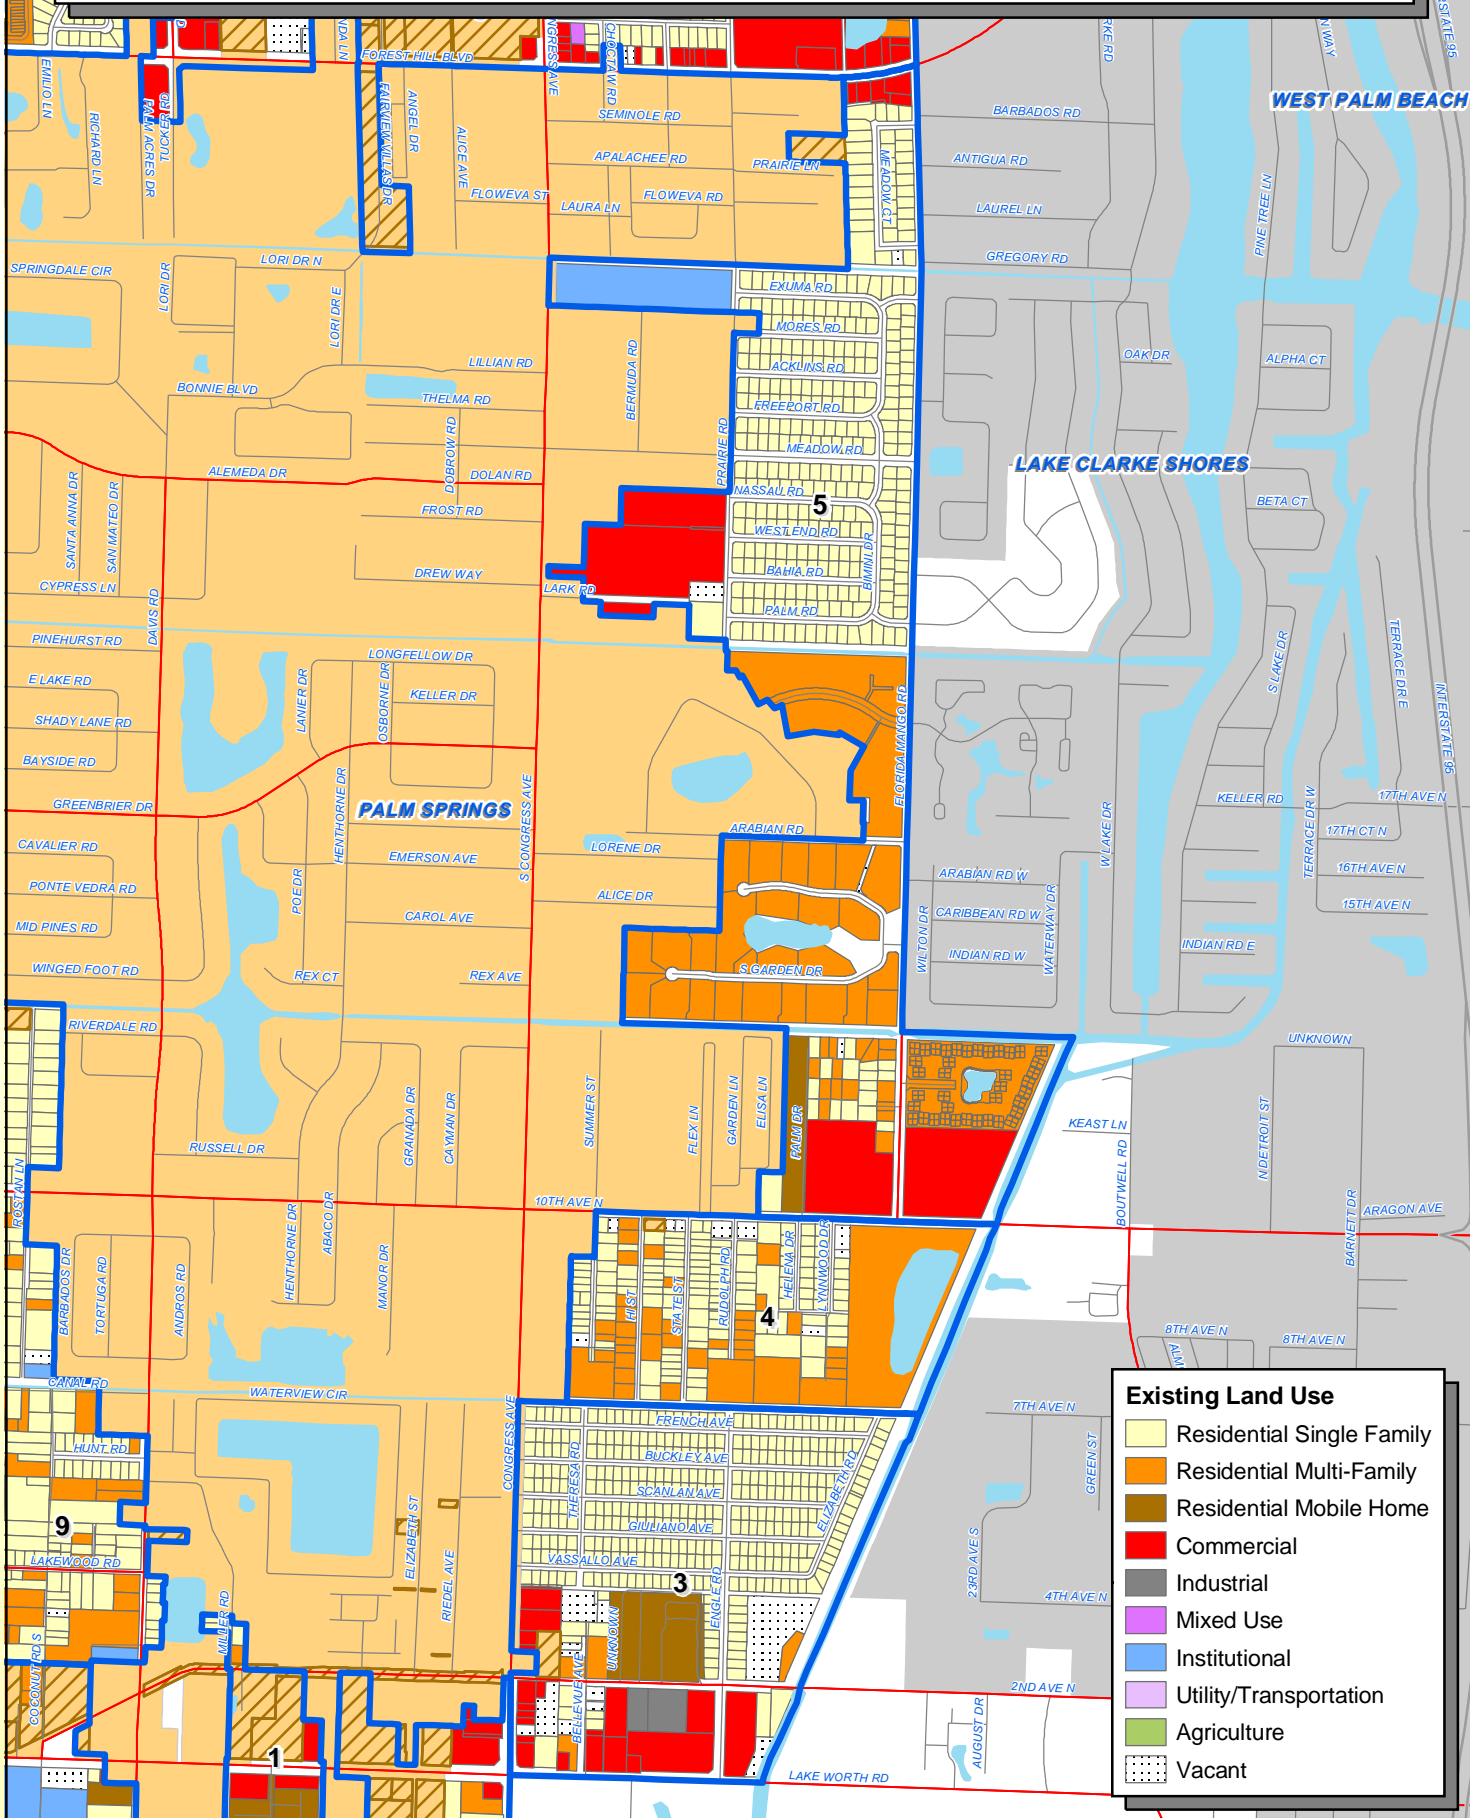 FOREST HILL BLVD
CONGRESS AVE
CHOCTAW RD
INTERSTATE 95
WEST PALM BEACH
EMILIO LN
RICHARD LN
PALM ACRES DR
TUCKER RD
FAIRVIEW VILLAS DR
ANGEL DR
ALICE AVE
SEMINOLE RD
APALACHEE RD
PRAIRIE LN
FLOWEVA ST
FLOWEVA RD
LAURA LN
MEADOW CT
BARBADOS RD
ANTIGUA RD
LAUREL LN
GREGORY RD
PINE TREE LN
SPRINGDALE CIR
LORI DR
LORI DR N
LORI DR E
EXUMA RD
MORES RD
ACKLINS RD
FREEPORT RD
MEADOW RD
LILLIAN RD
BERMUDA RD
OAK DR
ALPHA CT
BONNIE BLVD
THELMA RD
DOBROW RD
PRAIRIE RD
ALEMEDA DR
DOLAN RD
LAKE CLARKE SHORES
SANTA ANNA DR
SAN MATEO DR
NASSAU RD
5
BETA CT
FROST RD
WEST END RD
BIMINI DR
DREW WAY
BAHIA RD
CYPRESS LN
LARK RD
DAVIS RD
PALM RD
PINEHURST RD
LONGFELLOW DR
E LAKE RD
LANIER DR
OSBORNE DR
KELLER DR
FLORIDA MANGO RD
S LAKE DR
TERRACE DR E
INTERSTATE 95
SHADY LANE RD
BAYSIDE RD
GREENBRIER DR
HENTHORNE DR
PALM SPRINGS
S CONGRESS AVE
ARABIAN RD
KELLER RD
17TH AVE N
W LAKE DR
TERRACE DR W
17TH CT N
CAVALIER RD
EMERSON AVE
LORENE DR
16TH AVE N
PONTE VEDRA RD
POE DR
ALICE DR
ARABIAN RD W
15TH AVE N
MID PINES RD
CAROL AVE
CARIBBEAN RD W
WILTON DR
WATERWAY DR
INDIAN RD W
INDIAN RD E
WINGED FOOT RD
REX CT
REX AVE
S GARDEN DR
RIVERDALE RD
UNKNOWN
GRANADA DR
CAYMAN DR
SUMMER ST
FLEX LN
GARDEN LN
ELISA LN
PALM DR
KEAST LN
N DETROIT ST
RUSSELL DR
BOUTWELL RD
ROSTAN LN
10TH AVE N
BARNETT DR
ARAGON AVE
BARBADOS DR
TORTUGA RD
ANDROS RD
HENTHORNE DR
ABACO DR
MANOR DR
HI ST
STATE ST
RUDOLPH RD
HELENA DR
LYNNWOOD DR
4
8TH AVE N
8TH AVE N
CANAL RD
WATERVIEW CIR
CONGRESS AVE
FRENCH AVE
7TH AVE N
HUNT RD
THERESA RD
BUCKLEY AVE
SCANLAN AVE
ELIZABETH RD
GREEN ST
GIULIANO AVE
9
LAKEWOOD RD
ELIZABETH ST
RIEDEL AVE
VASSALLO AVE
3
ENGLE RD
23RD AVE S
4TH AVE N
COCONUT RD S
MILLER RD
UNKNOWN
BELLEVUE AVE
2ND AVE N
AUGUST DR
1
LAKE WORTH RD
Existing Land Use
Residential Single Family
Residential Multi-Family
Residential Mobile Home
Commercial
Industrial
Mixed Use
Institutional
Utility/Transportation
Agriculture
Vacant